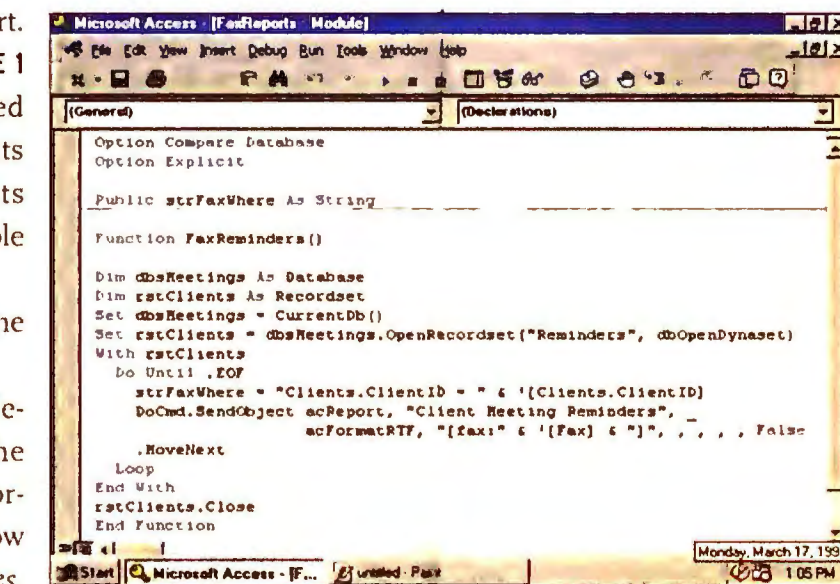 rt.
E 1
ed
ts
ts
ple
ne
e-
ne
or-
ow
es.
Microsoft Access - [FaxReports : Module]
File Edit View Insert Debug Run Tools Window Help
(General) (Declarations)
Option Compare Database
Option Explicit
Public strFaxWhere As String
Function FaxReminders()
Dim dbsMeetings As Database
Dim rstClients As Recordset
Set dbsMeetings = CurrentDb()
Set rstClients = dbsMeetings.OpenRecordset("Reminders", dbOpenDynaset)
With rstClients
Do Until .EOF
strFaxWhere = "Clients.ClientID = " & ![Clients.ClientID]
DoCmd.SendObject acReport, "Client Meeting Reminders", _
acFormatRTF, "[fax:" & ![Fax] & "]", , , , , False
.MoveNext
Loop
End With
rstClients.Close
End Function
Monday, March 17, 199
Start Microsoft Access - [F... untitled - Paint 1:05 PM